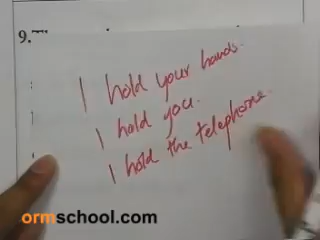 9.
I hold your hands.
I hold you.
I hold the telephone.
ormschool.com